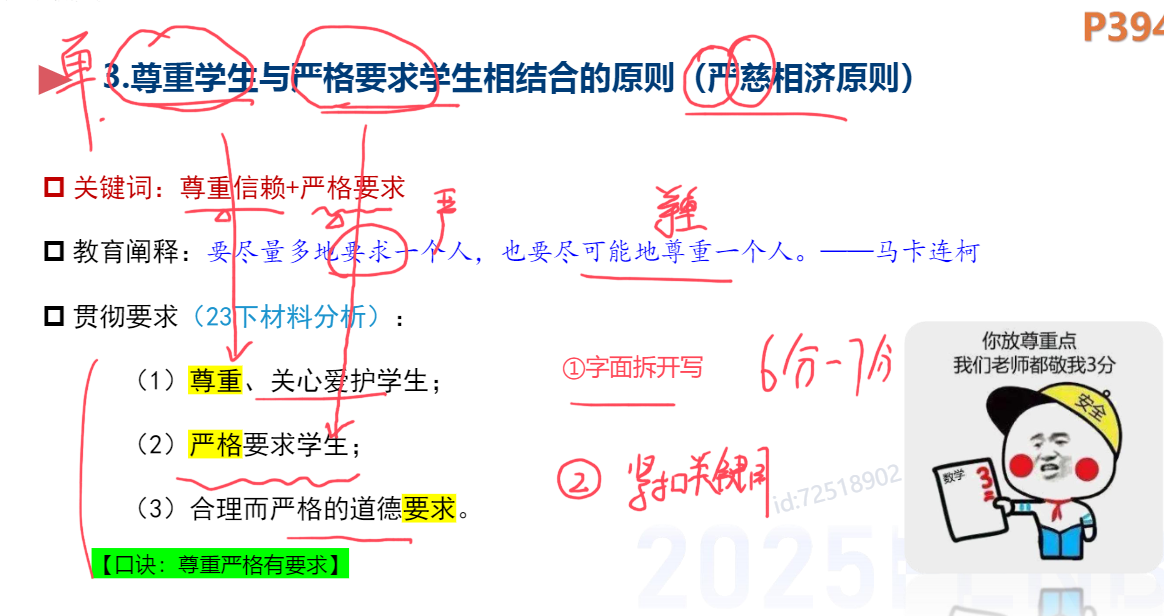 P394
单
3.尊重学生与严格要求学生相结合的原则（严慈相济原则）
关键词：尊重信赖+严格要求
严
尊重
教育阐释：要尽量多地要求一个人，也要尽可能地尊重一个人。——马卡连柯
贯彻要求（23下材料分析）：
（1）尊重、关心爱护学生；
（2）严格要求学生；
（3）合理而严格的道德要求。
【口诀：尊重严格有要求】
①字面拆开写
6分-7分
② 紧扣关键词
你放尊重点
我们老师都敬我3分
安全
数学
3
id:72518902
2025